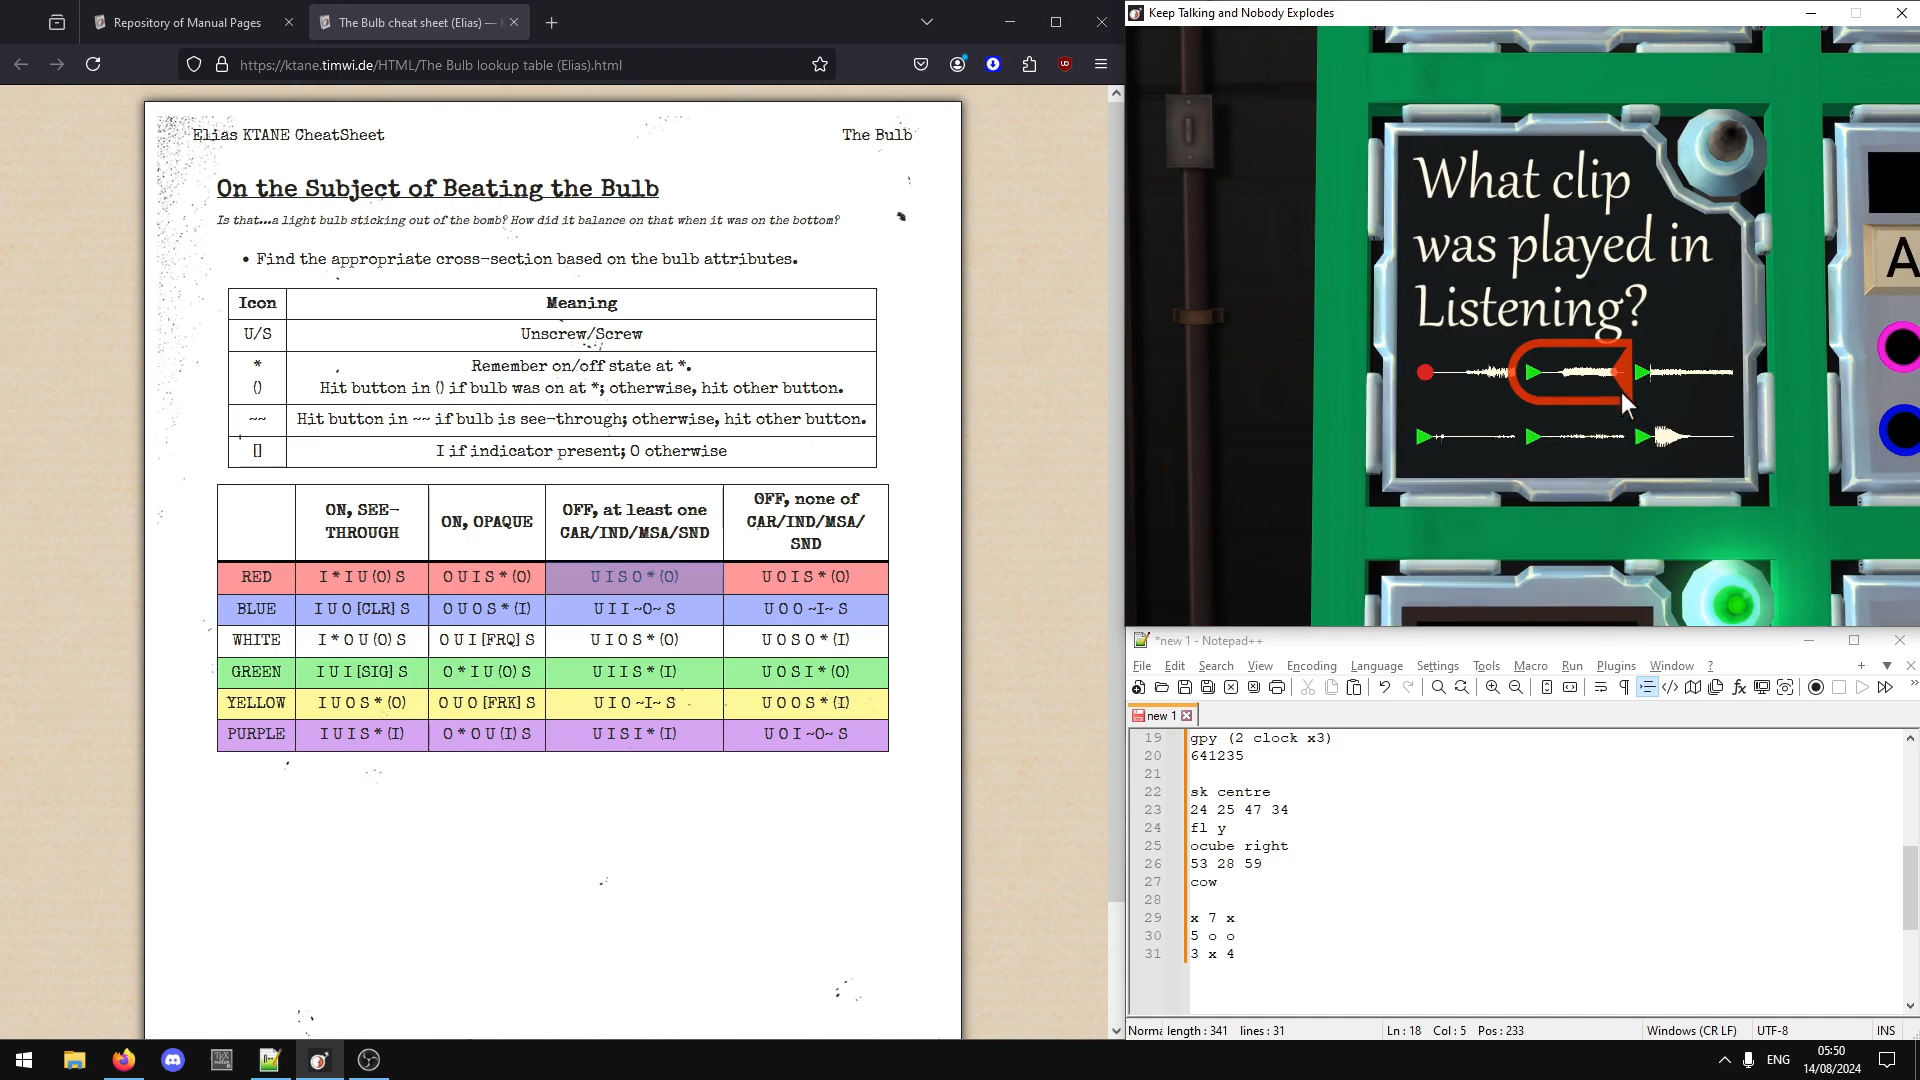 Repository of Manual Pages
The Bulb cheat sheet (Elias) — K
https://ktane.timwi.de/HTML/The Bulb lookup table (Elias).html
Elias KTANE CheatSheet
The Bulb
On the Subject of Beating the Bulb
Is that...a light bulb sticking out of the bomb? How did it balance on that when it was on the bottom?
• Find the appropriate cross-section based on the bulb attributes.
Icon Meaning
U/S Unscrew/Screw
* Remember on/off state at *.
() Hit button in () if bulb was on at *; otherwise, hit other button.
~~ Hit button in ~~ if bulb is see-through; otherwise, hit other button.
[] I if indicator present; O otherwise
ON, SEE-THROUGH ON, OPAQUE OFF, at least one CAR/IND/MSA/SND OFF, none of CAR/IND/MSA/SND
RED I * I U (O) S O U I S * (O) U I S O * (O) U O I S * (O)
BLUE I U O [CLR] S O U O S * (I) U I I ~O~ S U O O ~I~ S
WHITE I * O U (O) S O U I [FRQ] S U I O S * (O) U O S O * (I)
GREEN I U I [SIG] S O * I U (O) S U I I S * (I) U O S I * (O)
YELLOW I U O S * (O) O U O [FRK] S U I O ~I~ S U O O S * (I)
PURPLE I U I S * (I) O * O U (I) S U I S I * (I) U O I ~O~ S
Keep Talking and Nobody Explodes
What clip
was played in
Listening?
A
*new 1 - Notepad++
File Edit Search View Encoding Language Settings Tools Macro Run Plugins Window ?
new 1
19 gpy (2 clock x3)
20 641235
21
22 sk centre
23 24 25 47 34
24 fl y
25 ocube right
26 53 28 59
27 cow
28
29 x 7 x
30 5 o o
31 3 x 4
Norma length : 341 lines : 31 Ln : 18 Col : 5 Pos : 233 Windows (CR LF) UTF-8 INS
ENG
05:50
14/08/2024